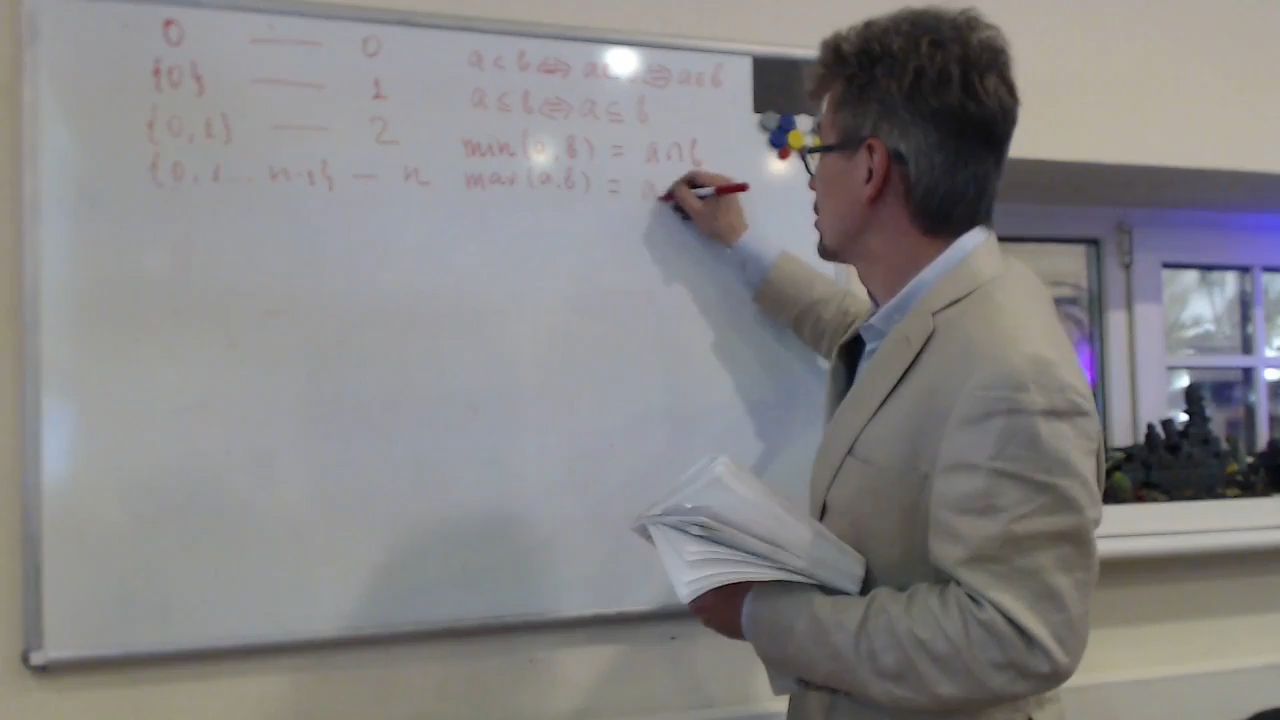 0 — 0
{0} — 1
{0,1} — 2
{0,1... n-1} — n
a < b ⇔ a ⇔ a ∈ b
a ≤ b ⇔ a ⊆ b
min(a,b) = a∩b
max(a,b) = a